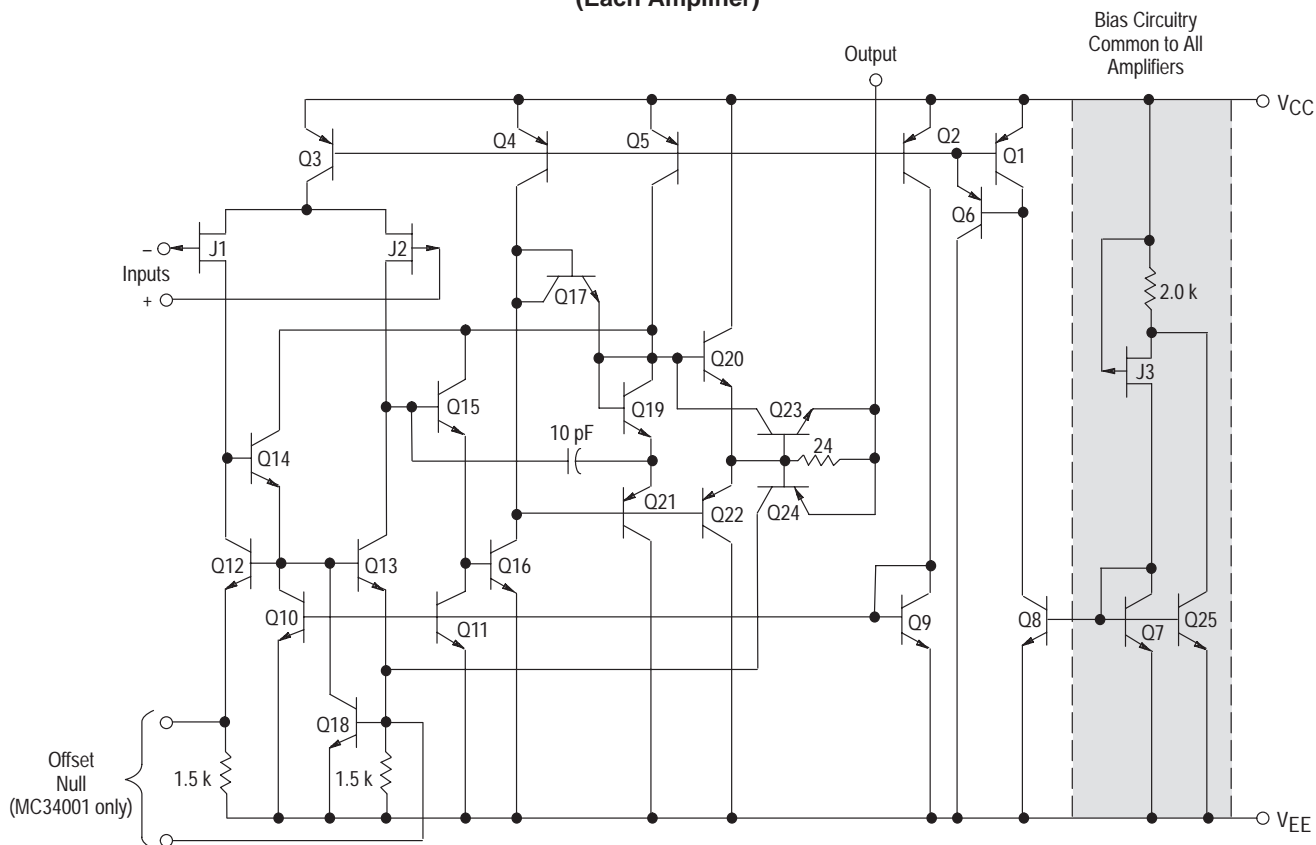 (Each Amplifier)
Bias Circuitry
Common to All
Amplifiers
Output
VCC
Q3
Q4
Q5
Q2
Q1
Q6
J1
J2
–
Inputs
+
Q17
2.0 k
J3
Q20
Q15
Q19
Q23
10 pF
24
Q14
Q21
Q22
Q24
Q12
Q13
Q16
Q10
Q11
Q9
Q8
Q7
Q25
Q18
Offset
Null
(MC34001 only)
1.5 k
1.5 k
VEE